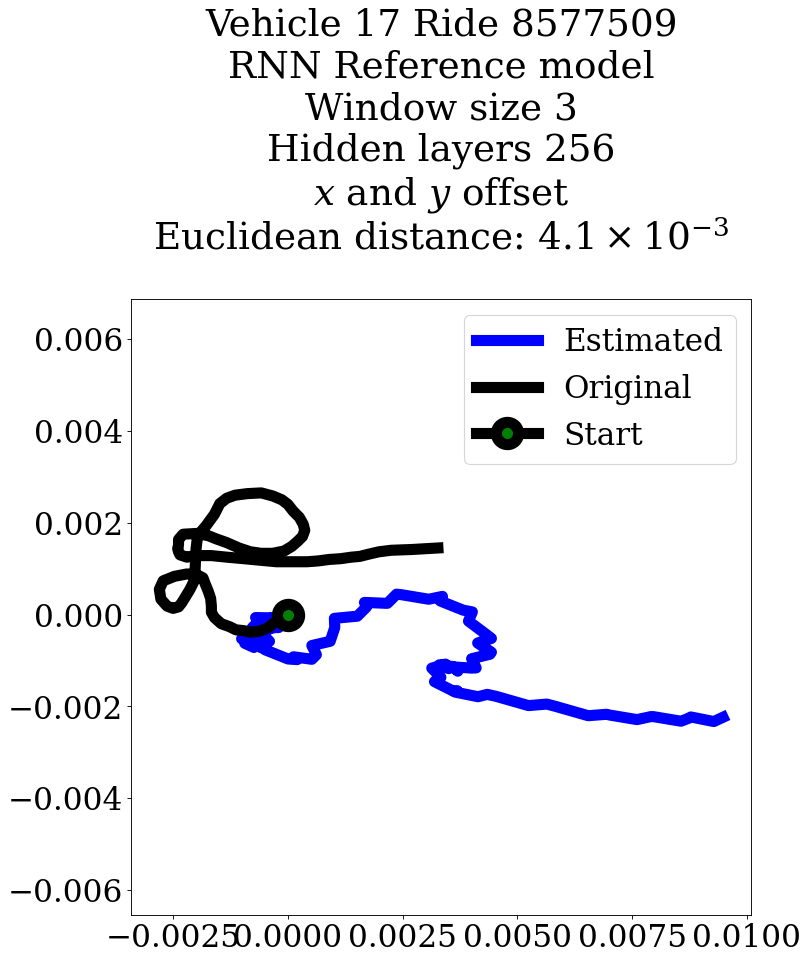 Vehicle 17 Ride 8577509
RNN Reference model
Window size 3
Hidden layers 256
x and y offset
Euclidean distance: 4.1 × 10⁻³
Estimated
Original
Start
0.006
0.004
0.002
0.000
−0.002
−0.004
−0.006
−0.0025 0.0000 0.0025 0.0050 0.0075 0.0100